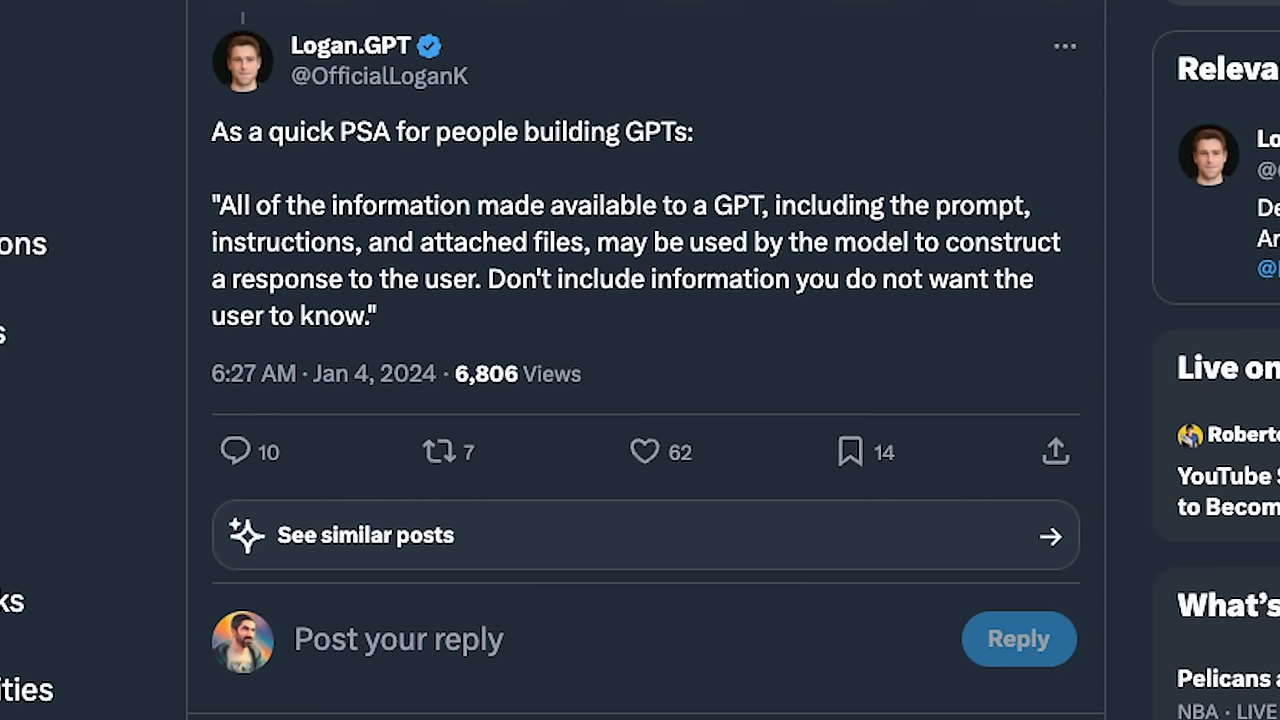 Logan.GPT
@OfficialLoganK
As a quick PSA for people building GPTs:
"All of the information made available to a GPT, including the prompt,
instructions, and attached files, may be used by the model to construct
a response to the user. Don't include information you do not want the
user to know."
6:27 AM · Jan 4, 2024 · 6,806 Views
10 7 62 14
See similar posts
Post your reply
Reply
ons
s
ks
ities
Releva
Lo
@
De
Ar
@
Live on
Roberto
YouTube
to Becom
What's
Pelicans a
NBA · LIVE